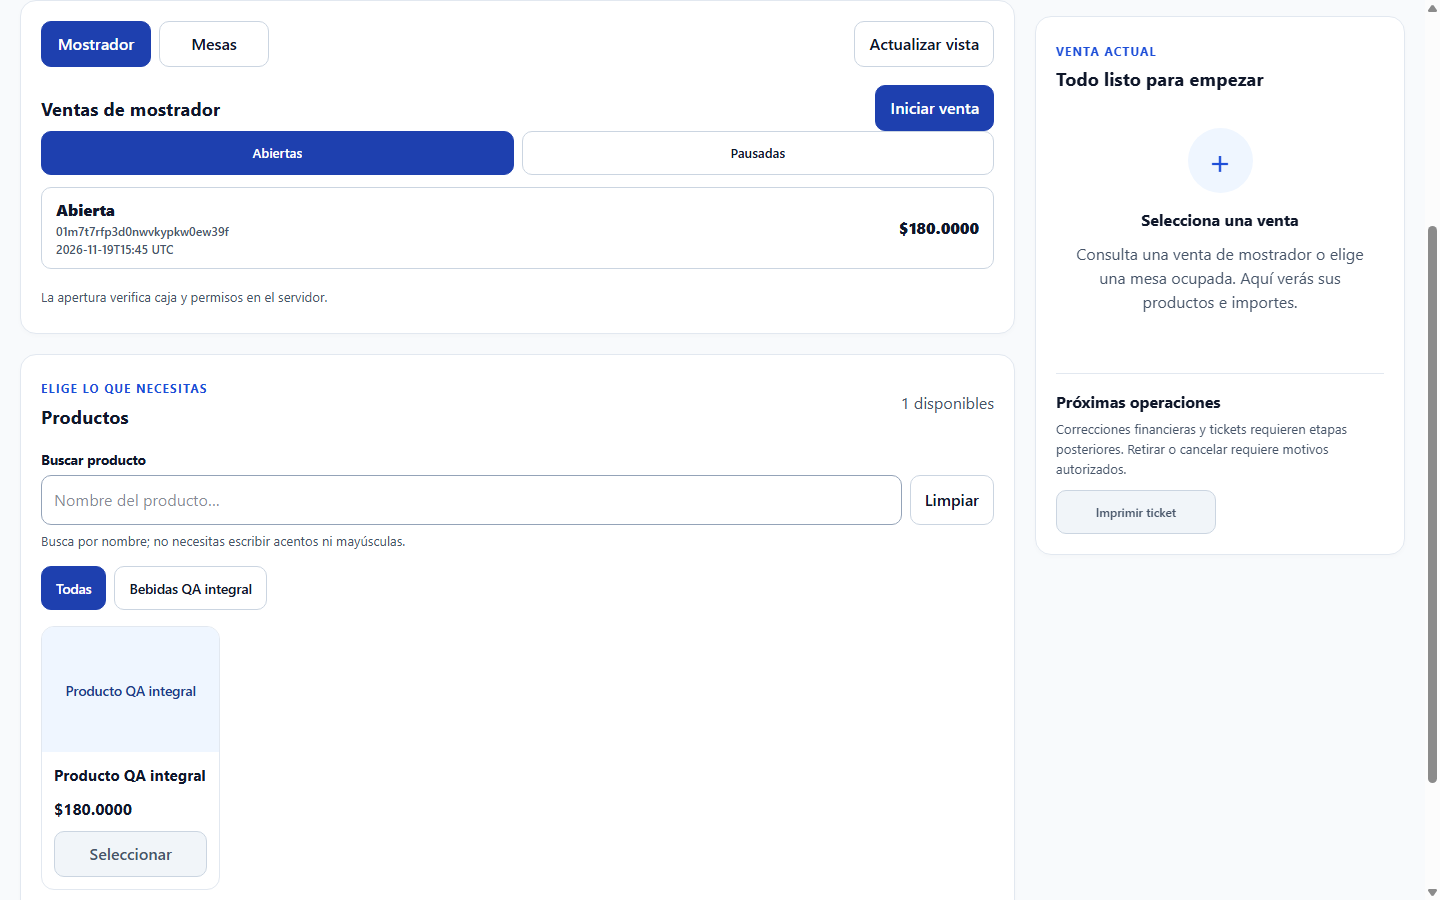 Mostrador
Mesas
Actualizar vista
Ventas de mostrador
Iniciar venta
Abiertas
Pausadas
Abierta
01m7t7rfp3d0nwvkypkw0ew39f
2026-11-19T15:45 UTC
$180.0000
La apertura verifica caja y permisos en el servidor.
ELIGE LO QUE NECESITAS
Productos
1 disponibles
Buscar producto
Nombre del producto...
Limpiar
Busca por nombre; no necesitas escribir acentos ni mayúsculas.
Todas
Bebidas QA integral
Producto QA integral
Producto QA integral
$180.0000
Seleccionar
VENTA ACTUAL
Todo listo para empezar
+
Selecciona una venta
Consulta una venta de mostrador o elige
una mesa ocupada. Aquí verás sus
productos e importes.
Próximas operaciones
Correcciones financieras y tickets requieren etapas
posteriores. Retirar o cancelar requiere motivos
autorizados.
Imprimir ticket